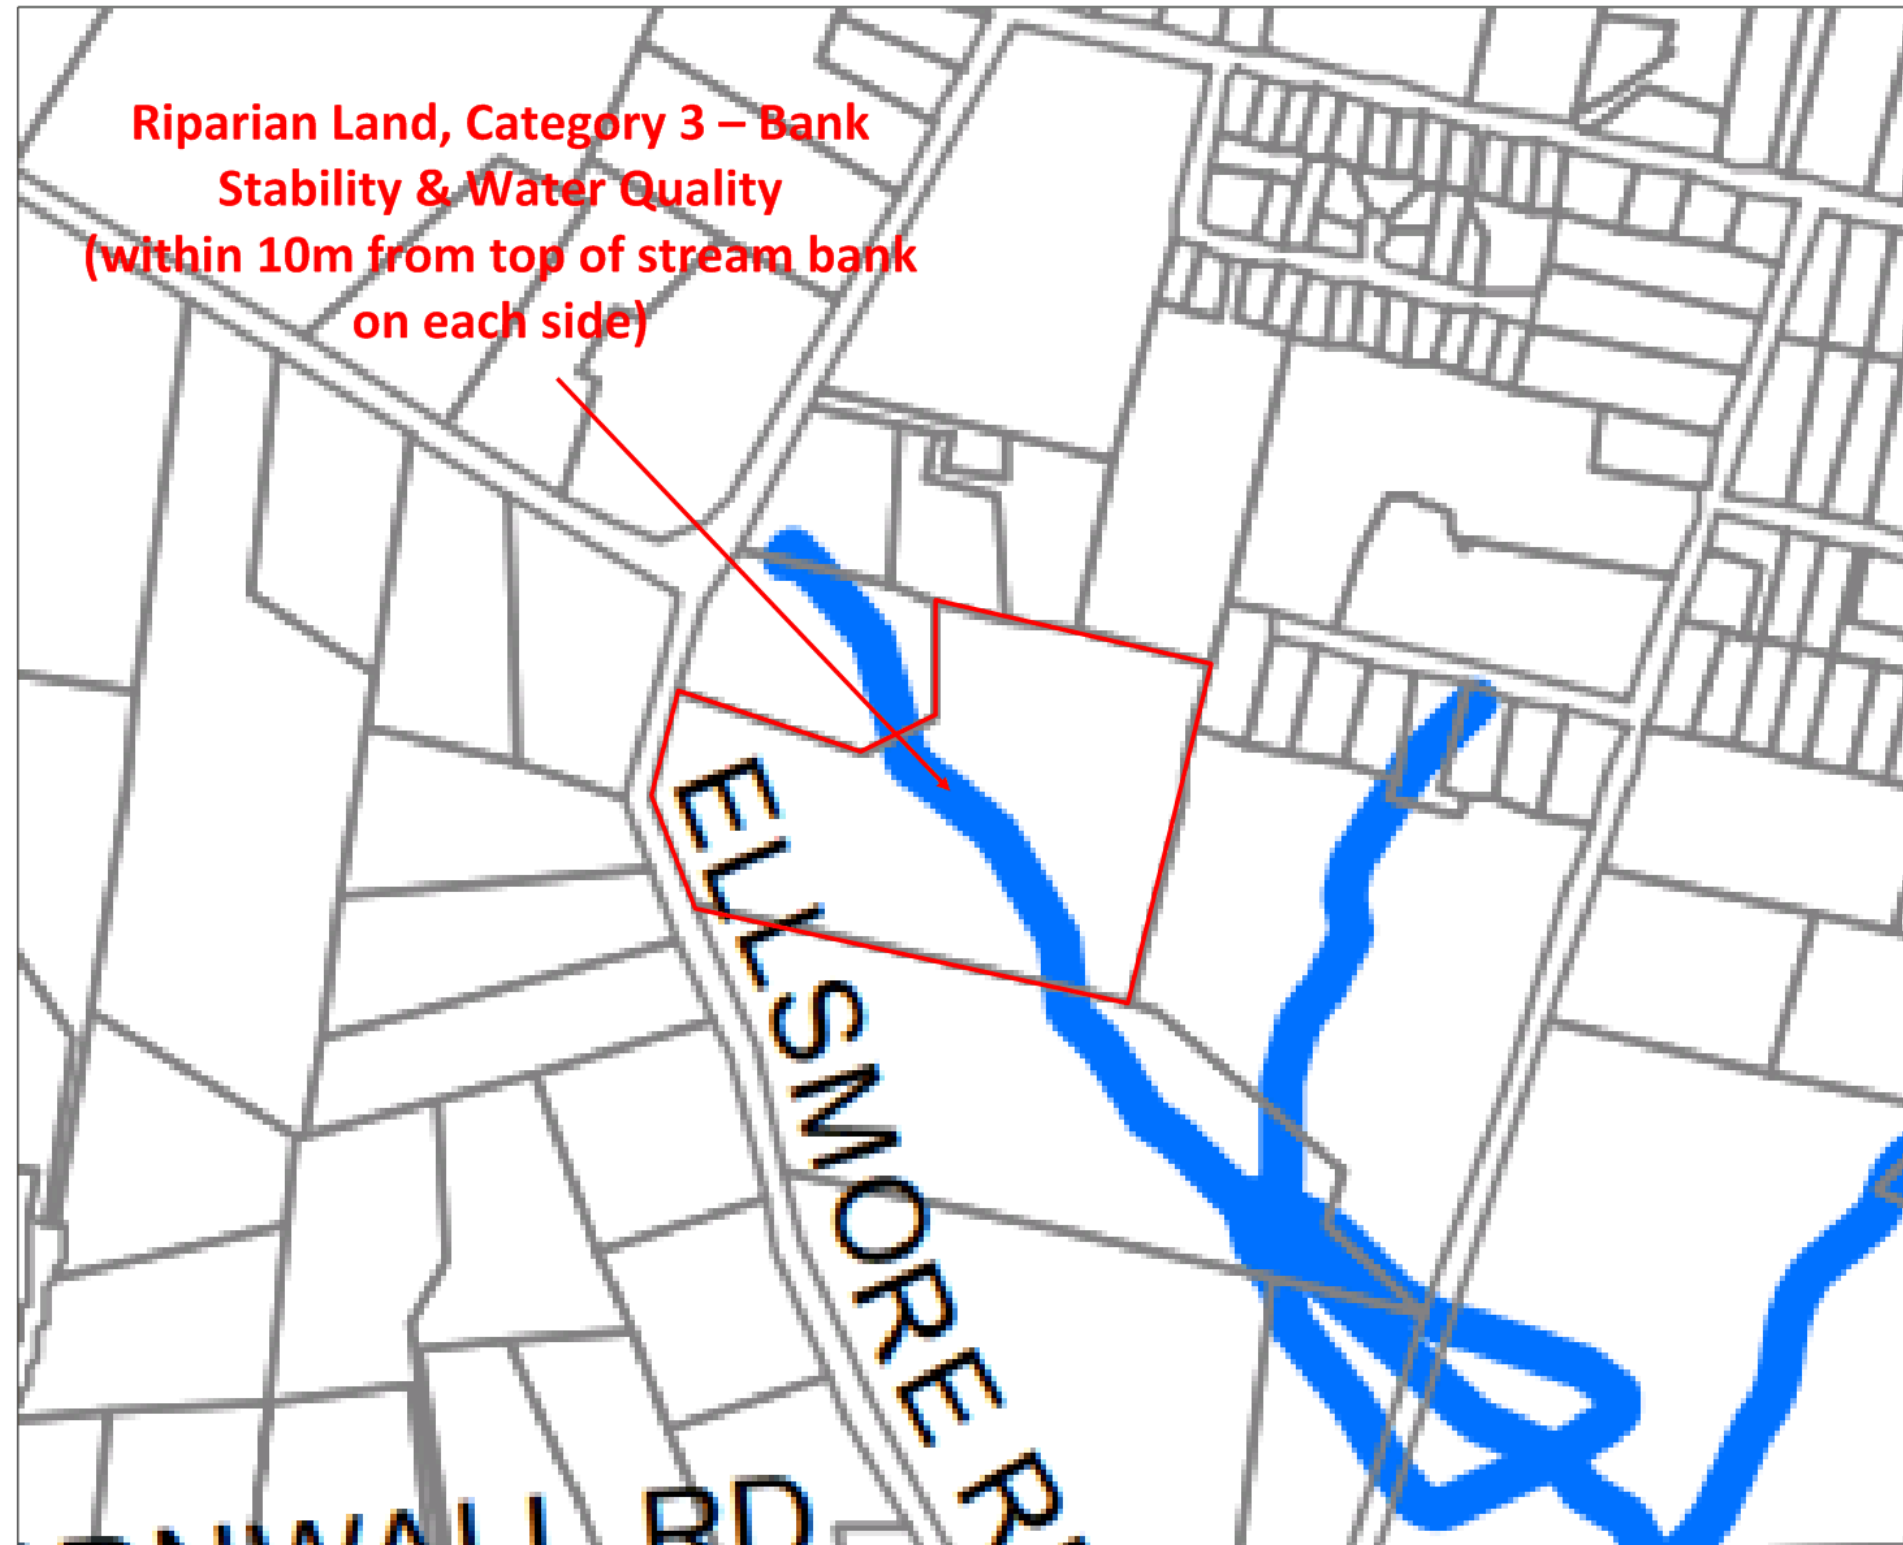 Riparian Land, Category 3 – Bank
Stability & Water Quality
(within 10m from top of stream bank
on each side)
ELLSMORE
RD